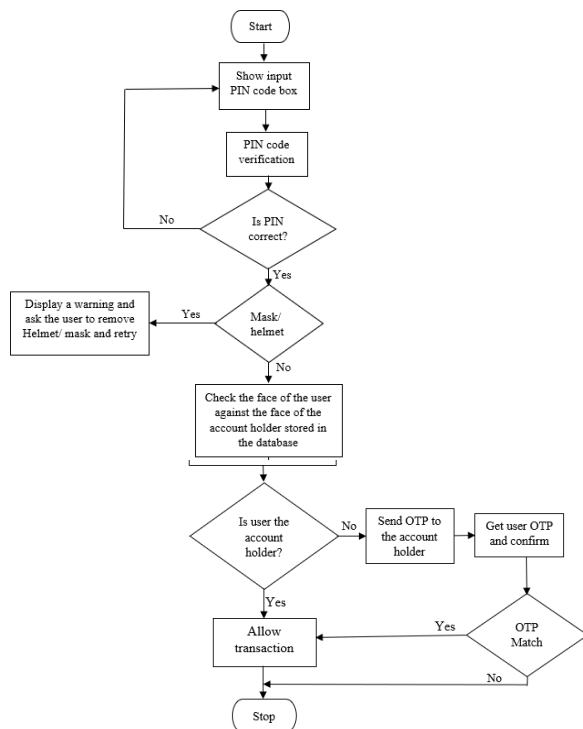 Start
Show input
PIN code box
PIN code
verification
No
Is PIN
correct?
Yes
Display a warning and
ask the user to remove
Helmet/ mask and retry
Yes
Mask/
helmet
No
Check the face of the user
against the face of the
account holder stored in
the database
Is user the
account
holder?
No
Send OTP to
the account
holder
Get user OTP
and confirm
Yes
Allow
transaction
Yes
OTP
Match
No
Stop